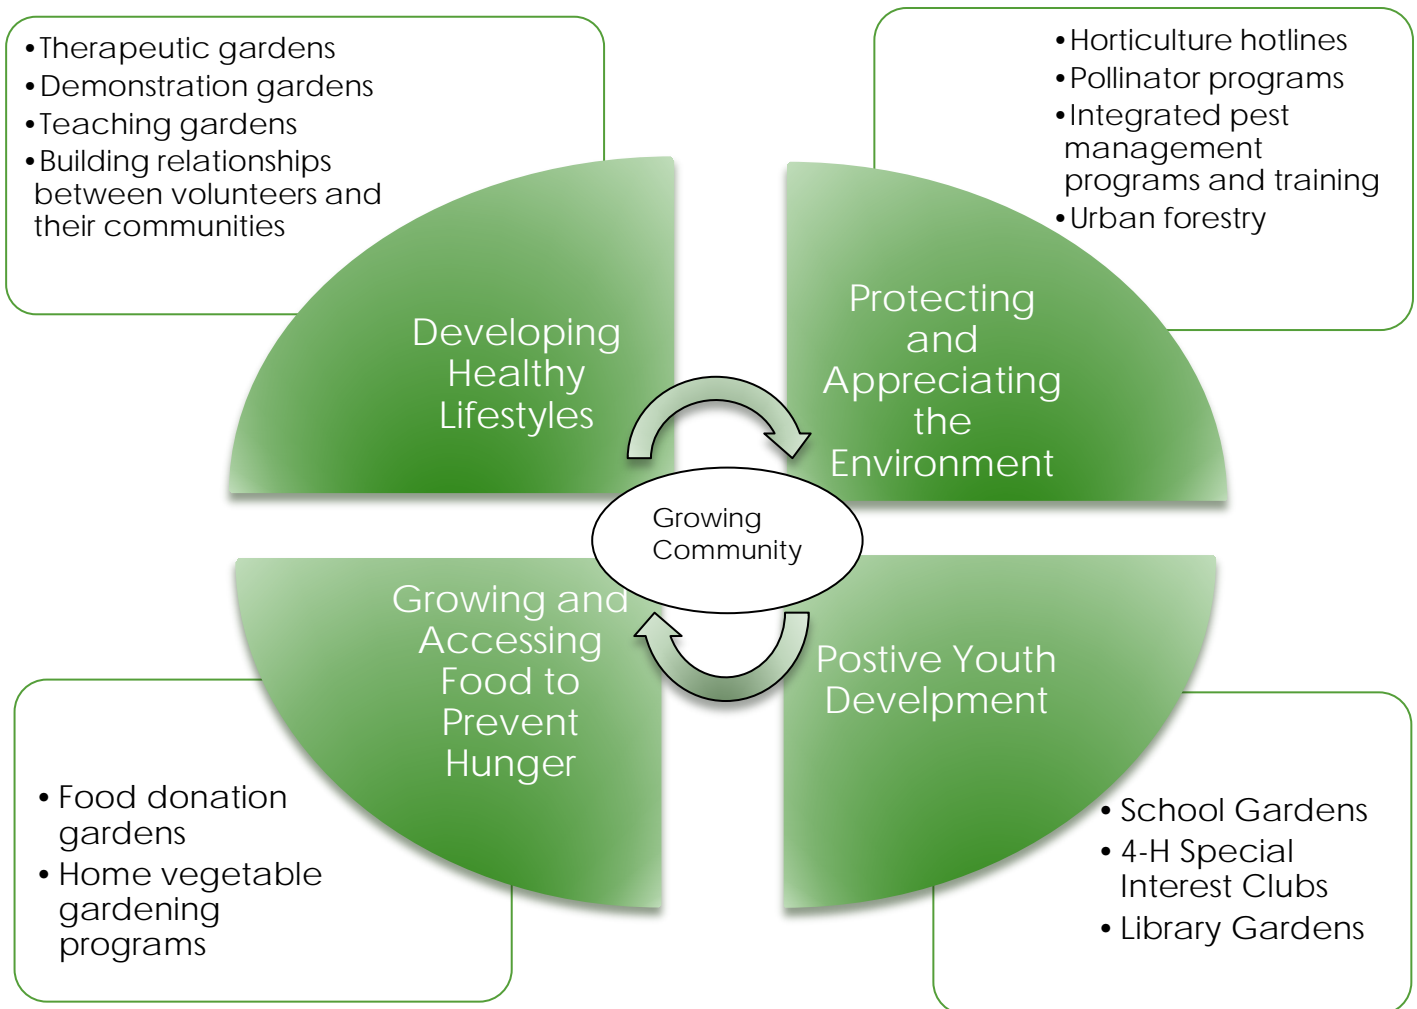 •Therapeutic gardens
•Demonstration gardens
•Teaching gardens
•Building relationships
between volunteers and
their communities
•Horticulture hotlines
•Pollinator programs
•Integrated pest
management
programs and training
•Urban forestry
Developing
Healthy
Lifestyles
Protecting
and
Appreciating
the
Environment
Growing
Community
Growing and
Accessing
Food to
Prevent
Hunger
Postive Youth
Develpment
• Food donation
gardens
• Home vegetable
gardening
programs
• School Gardens
• 4-H Special
Interest Clubs
• Library Gardens